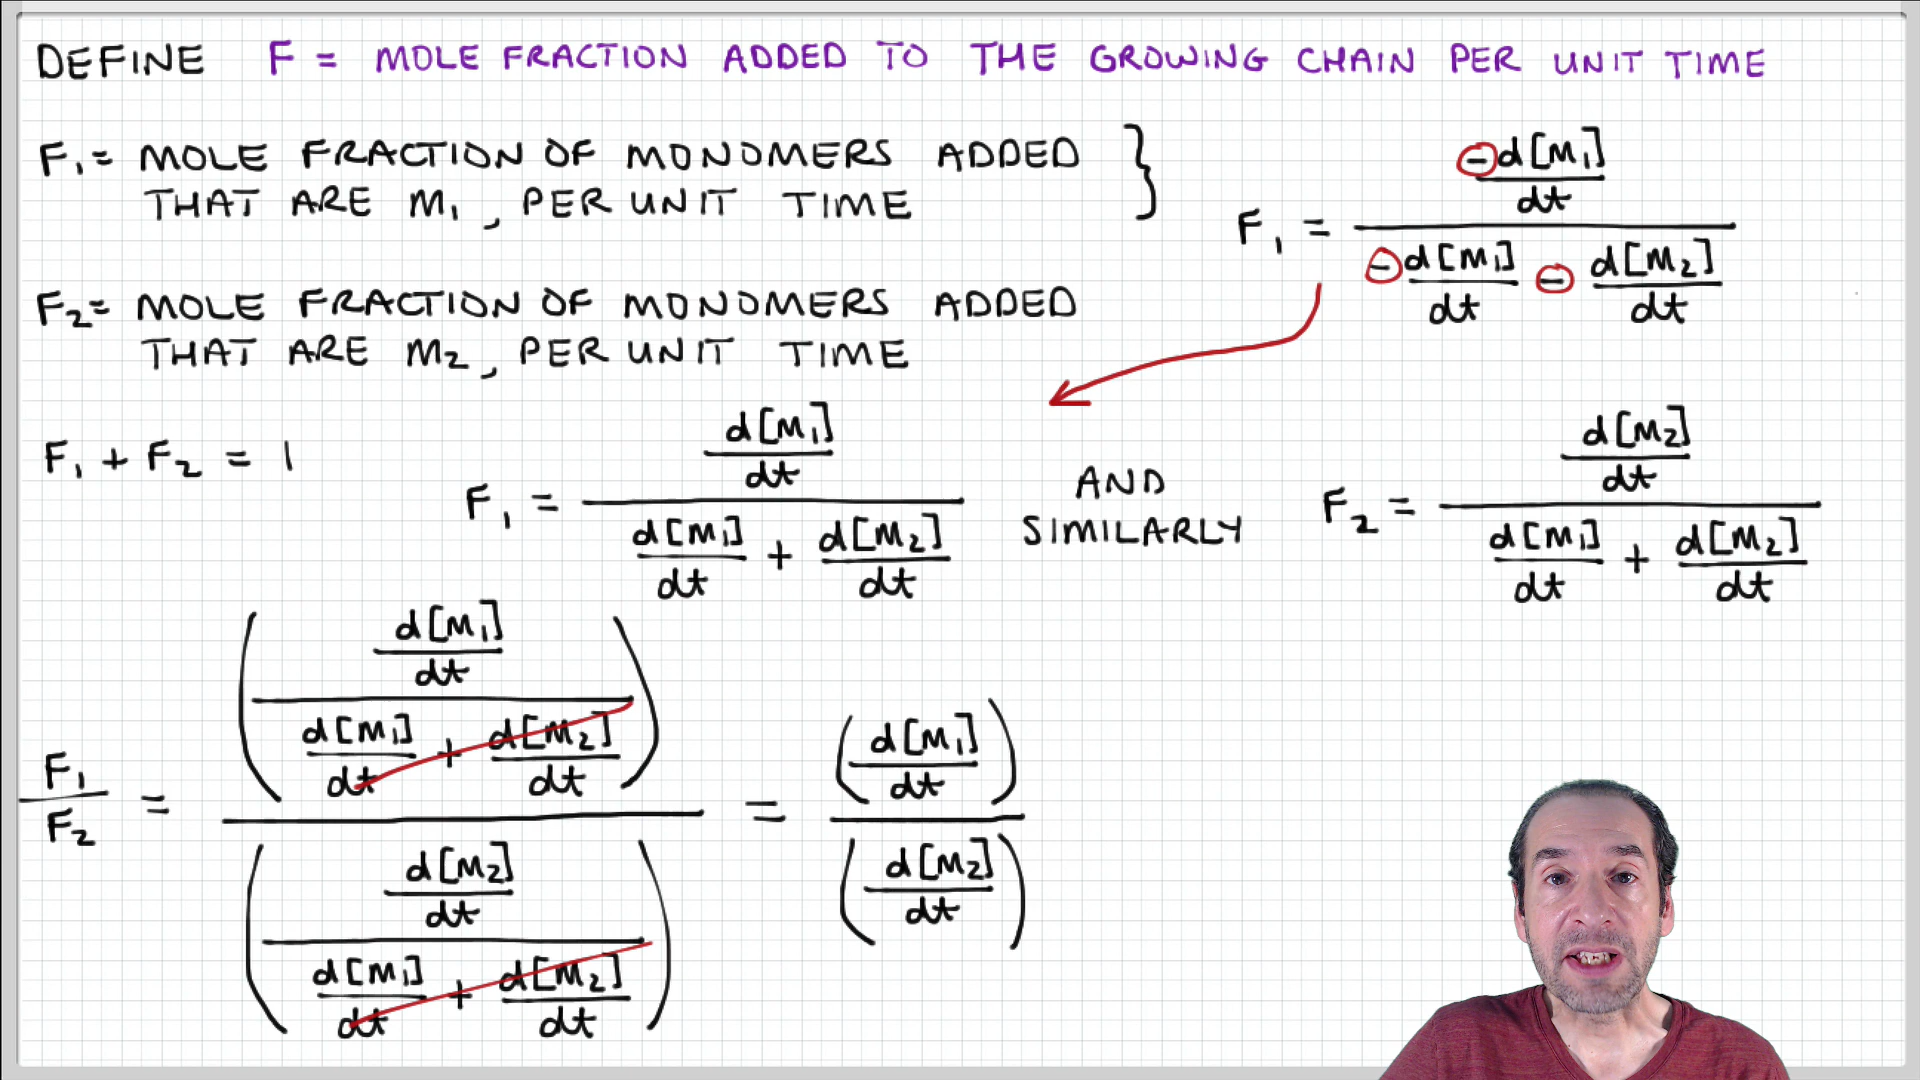 DEFINE F = MOLE FRACTION ADDED TO THE GROWING CHAIN PER UNIT TIME
F₁ = MOLE FRACTION OF MONOMERS ADDED
THAT ARE M₁, PER UNIT TIME
F₁ =
-d[M₁]
dt
-d[M₁] - d[M₂]
dt dt
F₂ = MOLE FRACTION OF MONOMERS ADDED
THAT ARE M₂, PER UNIT TIME
F₁ + F₂ = 1
F₁ =
d[M₁]
dt
d[M₁] + d[M₂]
dt dt
AND
SIMILARLY
F₂ =
d[M₂]
dt
d[M₁] + d[M₂]
dt dt
F₁
F₂
=
(d[M₁]
dt
d[M₁] + d[M₂]
dt dt)
(d[M₂]
dt
d[M₁] + d[M₂]
dt dt)
=
(d[M₁]
dt)
(d[M₂]
dt)